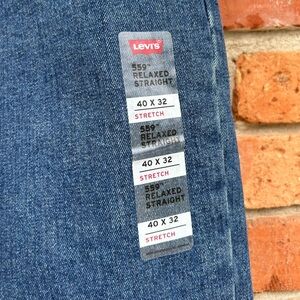 Levi's
559™
RELAXED
STRAIGHT
40 X 32
STRETCH
559™
RELAXED
STRAIGHT
40 X 32
STRETCH
559™
RELAXED
STRAIGHT
40 X 32
STRETCH